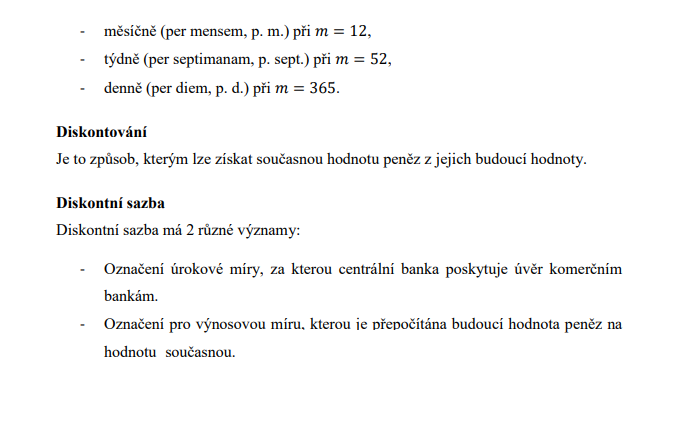 - měsíčně (per mensem, p. m.) při 𝑚 = 12,
- týdně (per septimanam, p. sept.) při 𝑚 = 52,
- denně (per diem, p. d.) při 𝑚 = 365.
Diskontování
Je to způsob, kterým lze získat současnou hodnotu peněz z jejich budoucí hodnoty.
Diskontní sazba
Diskontní sazba má 2 různé významy:
- Označení úrokové míry, za kterou centrální banka poskytuje úvěr komerčním
bankám.
- Označení pro výnosovou míru, kterou je přepočítána budoucí hodnota peněz na
hodnotu současnou.